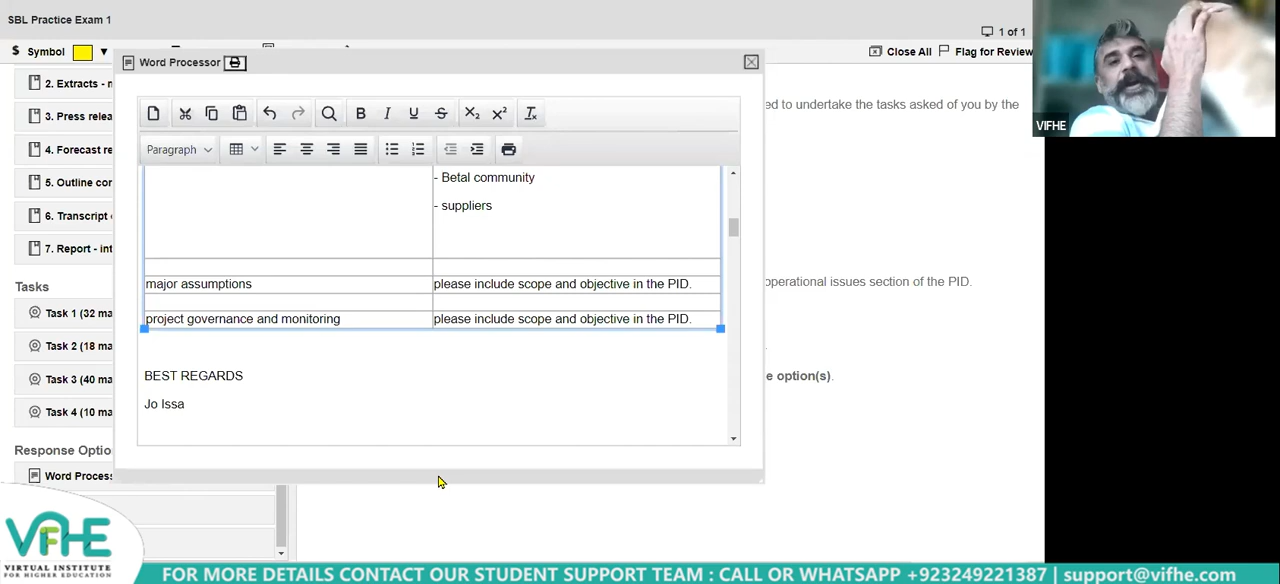 SBL Practice Exam 1
1 of 1
Symbol
Close All
Flag for Review
Word Processor
2. Extracts -
3. Press relea
4. Forecast re
5. Outline cor
6. Transcript
7. Report - int
Tasks
Task 1 (32 ma
Task 2 (18 ma
Task 3 (40 ma
Task 4 (10 ma
Response Optio
Word Process
Paragraph
- Betal community
- suppliers
major assumptions
please include scope and objective in the PID.
project governance and monitoring
please include scope and objective in the PID.
BEST REGARDS
Jo Issa
ed to undertake the tasks asked of you by the
operational issues section of the PID.
e option(s).
VIFHE
VIFHE
VIRTUAL INSTITUTE
FOR HIGHER EDUCATION
FOR MORE DETAILS CONTACT OUR STUDENT SUPPORT TEAM : CALL OR WHATSAPP +923249221387 | support@vifhe.com